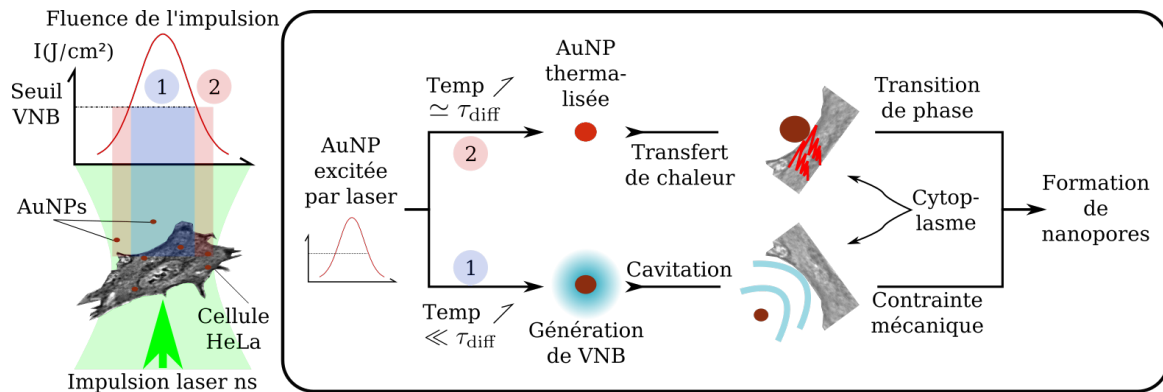 Fluence de l'impulsion
I(J/cm²)
Seuil
VNB
1
2
AuNPs
Cellule
HeLa
Impulsion laser ns
AuNP
excitée
par laser
Temp ↗
≃ τdiff
2
AuNP
therma-
lisée
Transfert
de chaleur
Transition
de phase
1
Temp ↗
≪ τdiff
Génération
de VNB
Cavitation
Cytop-
lasme
Contrainte
mécanique
Formation
de
nanopores